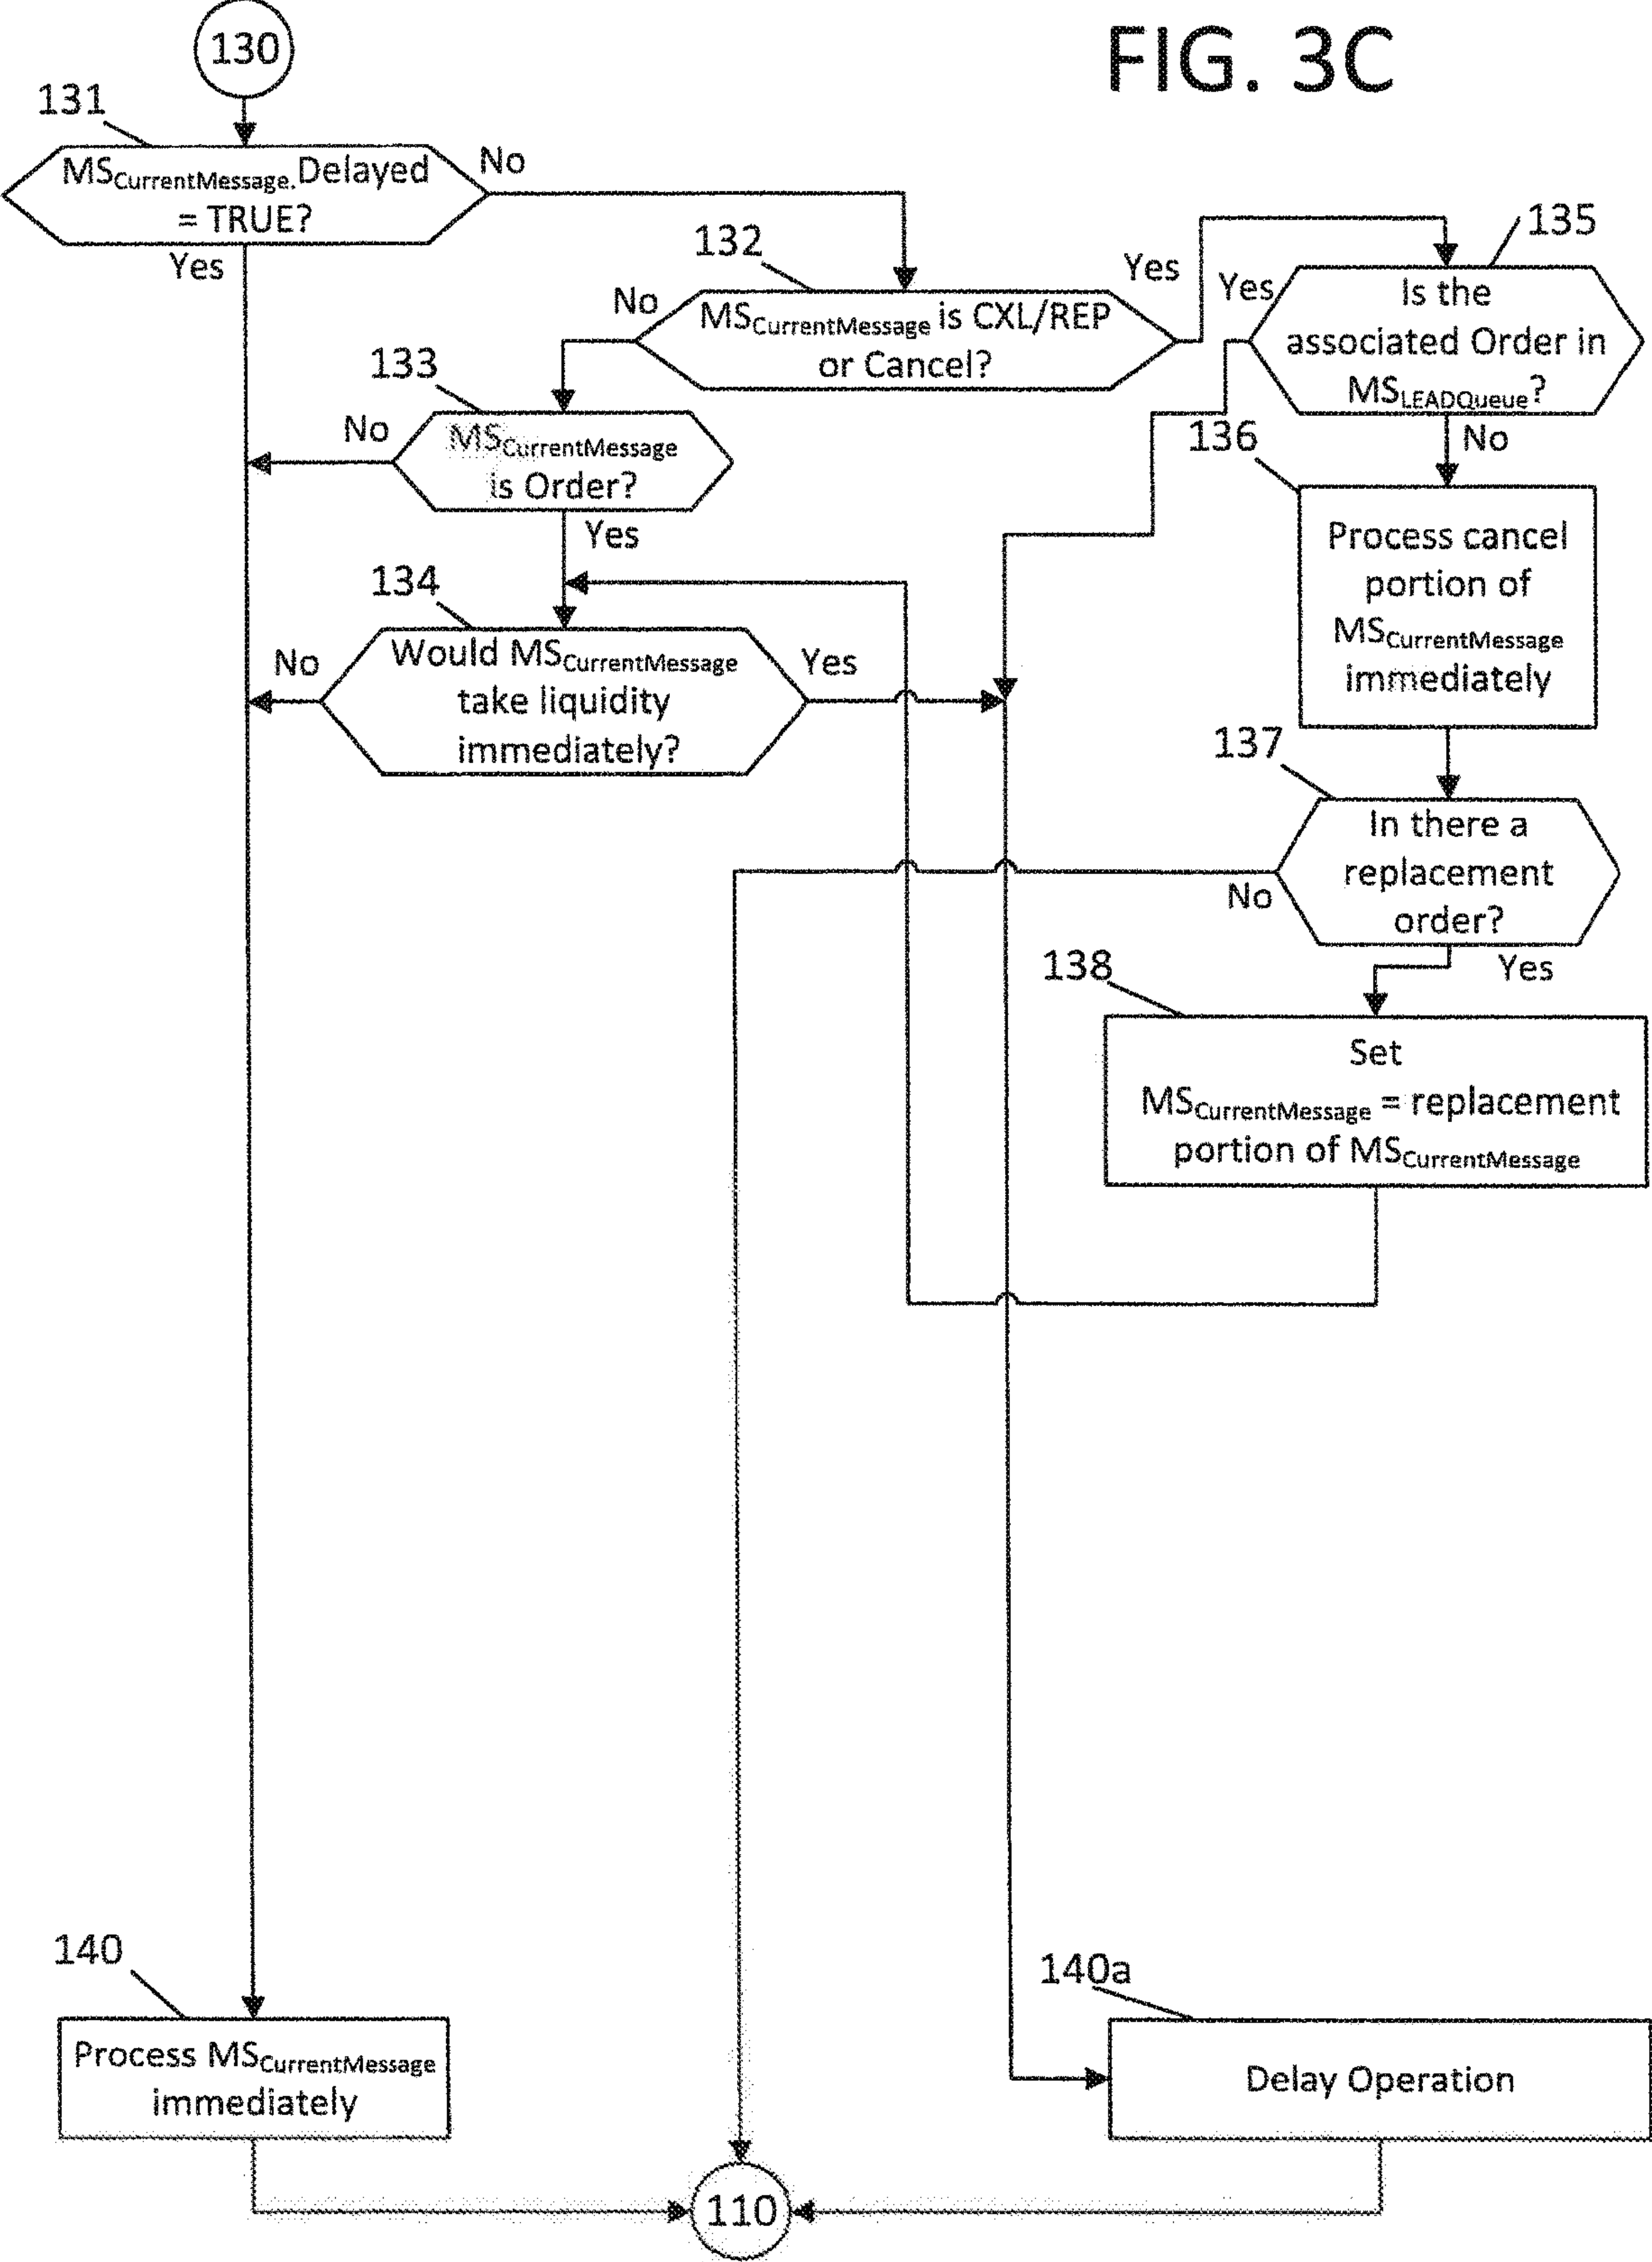 FIG. 3C
130
131
MSCurrentMessage.Delayed
= TRUE?
No
Yes
132
No
Yes
MSCurrentMessage is CXL/REP
or Cancel?
135
Yes
Is the
associated Order in
MSLEADQueue?
No
133
No
MSCurrentMessage
is Order?
Yes
136
Process cancel
portion of
MSCurrentMessage
immediately
134
No
Would MSCurrentMessage
take liquidity
immediately?
Yes
137
In there a
replacement
order?
No
Yes
138
Set
MSCurrentMessage = replacement
portion of MSCurrentMessage
140
Process MSCurrentMessage
immediately
140a
Delay Operation
110